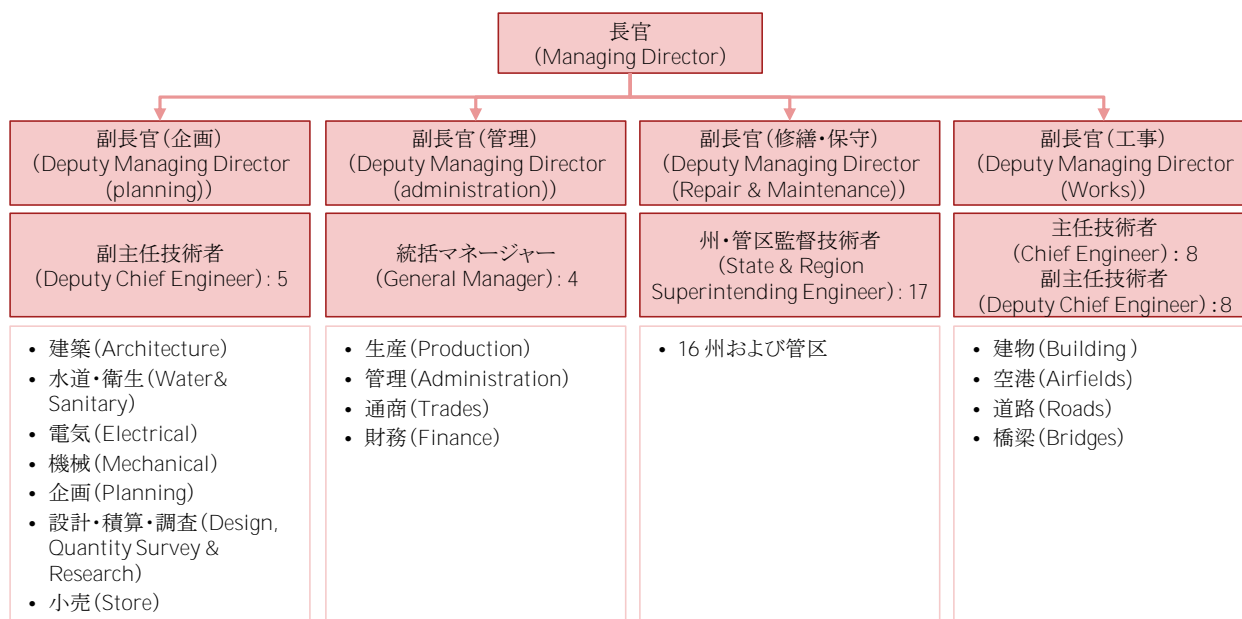 長官
(Managing Director)
副長官(企画)
(Deputy Managing Director
(planning))
副主任技術者
(Deputy Chief Engineer) : 5
• 建築(Architecture)
• 水道・衛生(Water&
Sanitary)
• 電気(Electrical)
• 機械(Mechanical)
• 企画(Planning)
• 設計・積算・調査(Design,
Quantity Survey &
Research)
• 小売(Store)
副長官(管理)
(Deputy Managing Director
(administration))
統括マネージャー
(General Manager) : 4
• 生産(Production)
• 管理(Administration)
• 通商(Trades)
• 財務(Finance)
副長官(修繕・保守)
(Deputy Managing Director
(Repair & Maintenance))
州・管区監督技術者
(State & Region
Superintending Engineer) : 17
• 16 州および管区
副長官(工事)
(Deputy Managing Director
(Works))
主任技術者
(Chief Engineer) : 8
副主任技術者
(Deputy Chief Engineer) :8
• 建物(Building )
• 空港(Airfields)
• 道路(Roads)
• 橋梁(Bridges)